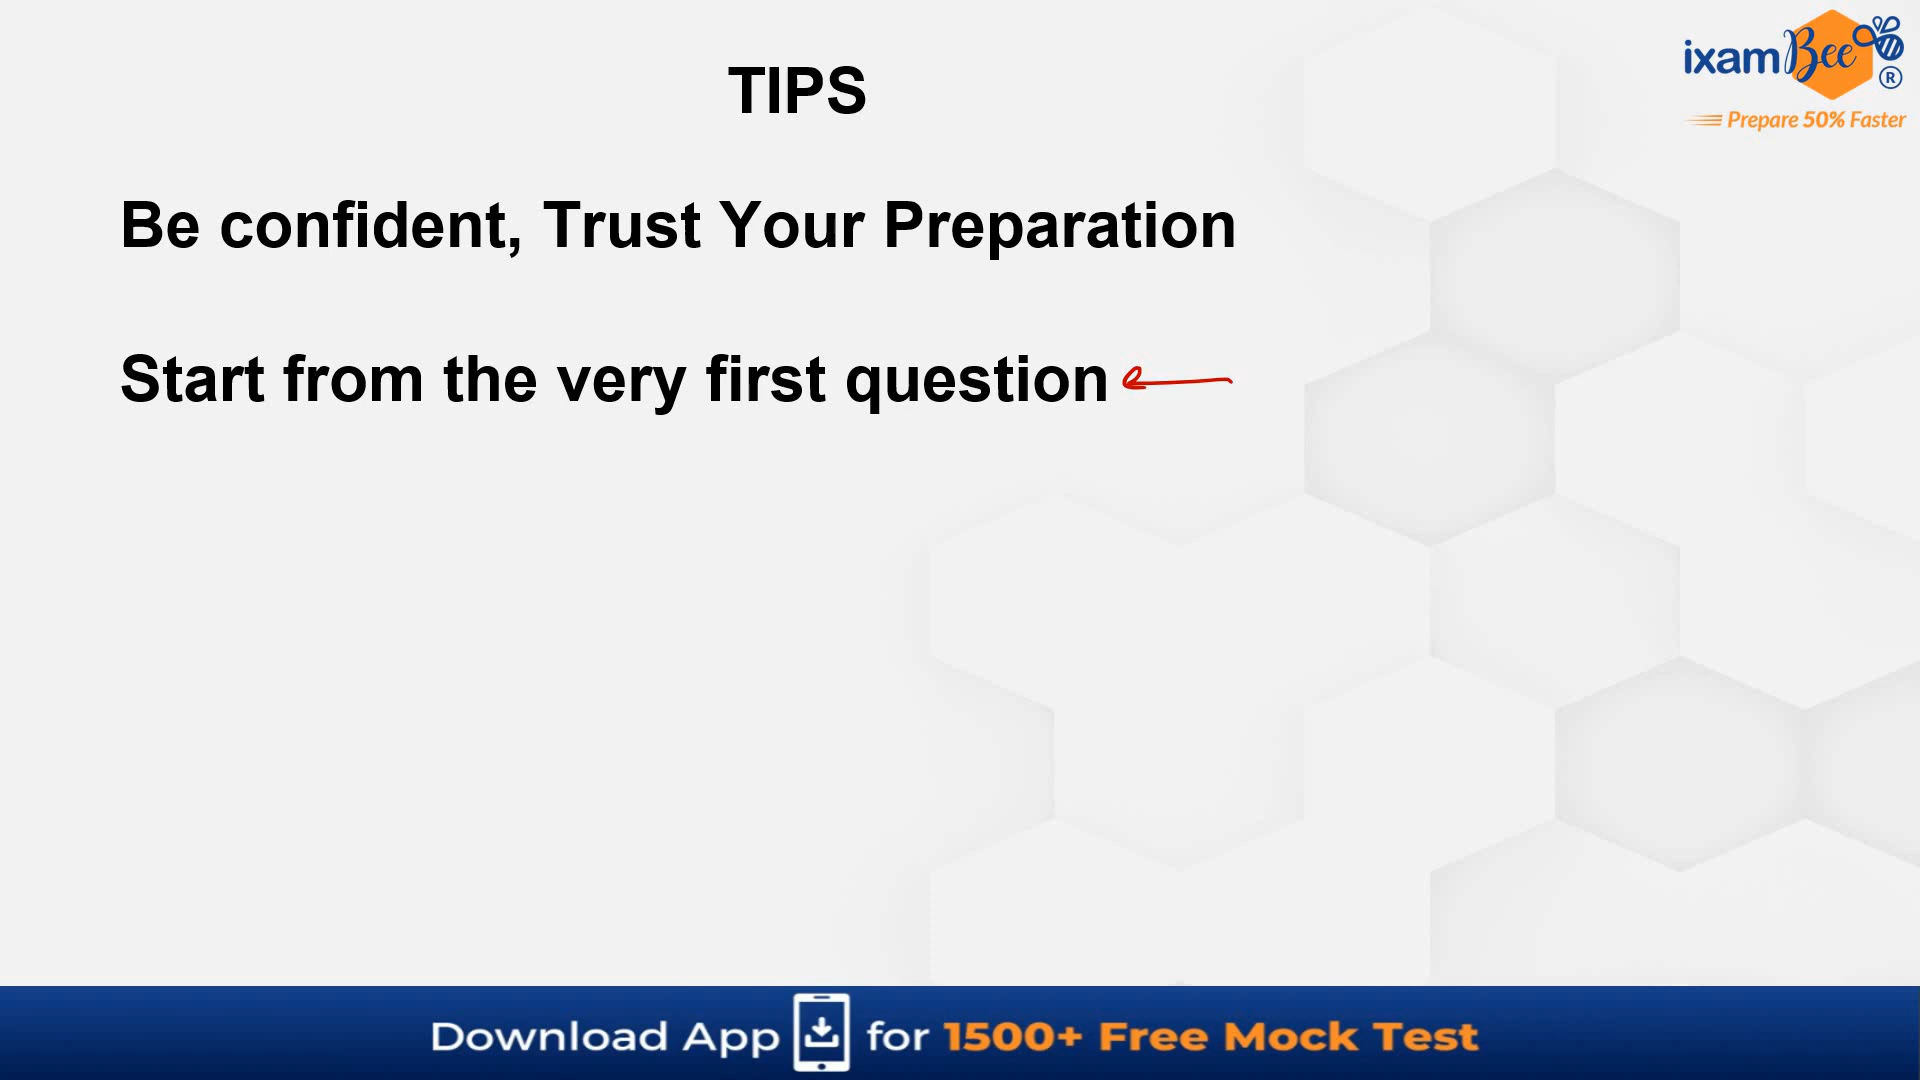 TIPS
ixamBee®
Prepare 50% Faster
Be confident, Trust Your Preparation
Start from the very first question
Download App for 1500+ Free Mock Test